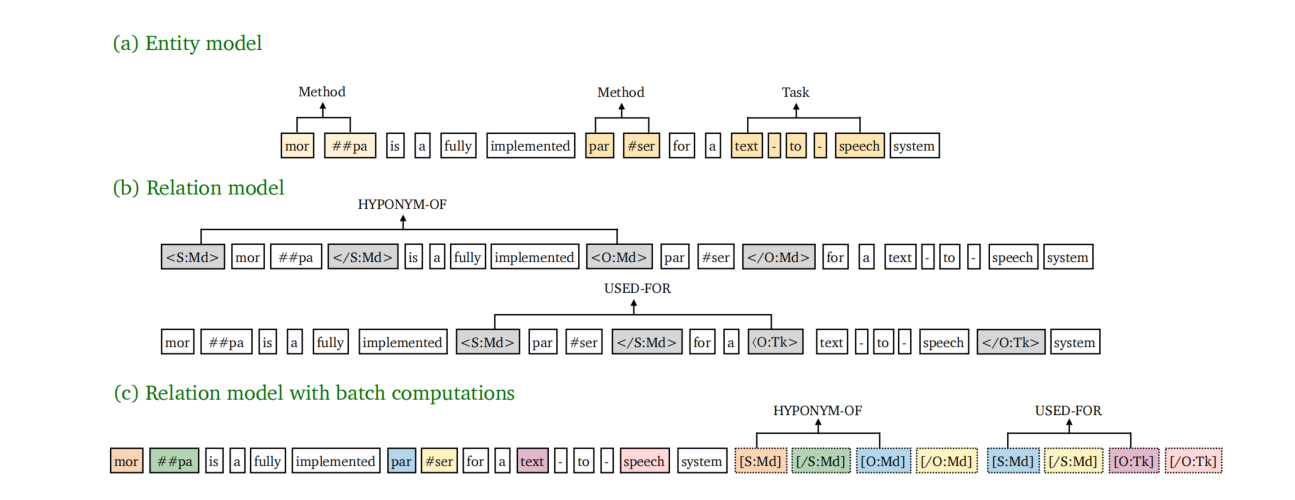 (a) Entity model
Method Method Task
mor ##pa is a fully implemented par #ser for a text - to - speech system
(b) Relation model
HYPONYM-OF
<S:Md> mor ##pa </S:Md> is a fully implemented <O:Md> par #ser </O:Md> for a text - to - speech system
USED-FOR
mor ##pa is a fully implemented <S:Md> par #ser </S:Md> for a ⟨O:Tk> text - to - speech </O:Tk> system
(c) Relation model with batch computations
HYPONYM-OF USED-FOR
mor ##pa is a fully implemented par #ser for a text - to - speech system [S:Md] [/S:Md] [O:Md] [/O:Md] [S:Md] [/S:Md] [O:Tk] [/O:Tk]